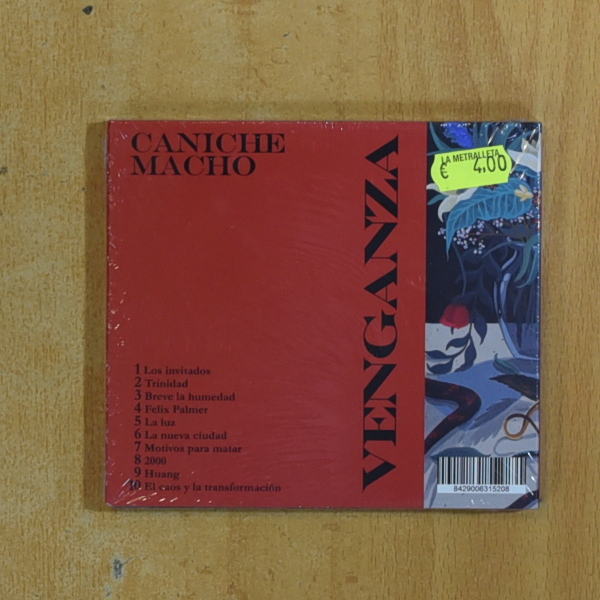 CANICHE
MACHO
VENGANZA
LA METRALLETA
€ 4,00
1 Los invitados
2 Trinidad
3 Breve la humedad
4 Felix Palmer
5 La luz
6 La nueva ciudad
7 Motivos para matar
8 2000
9 Huang
10 El caos y la transformación
8429006315208